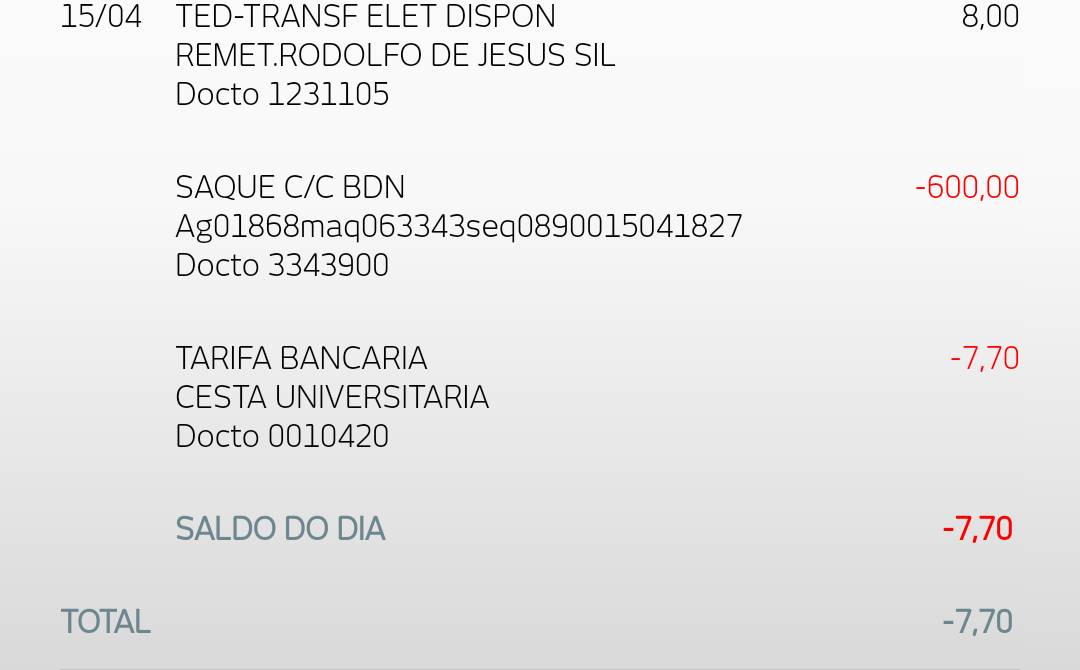 15/04 TED-TRANSF ELET DISPON 8,00
REMET.RODOLFO DE JESUS SIL
Docto 1231105
SAQUE C/C BDN -600,00
Ag01868maq063343seq0890015041827
Docto 3343900
TARIFA BANCARIA -7,70
CESTA UNIVERSITARIA
Docto 0010420
SALDO DO DIA -7,70
TOTAL -7,70